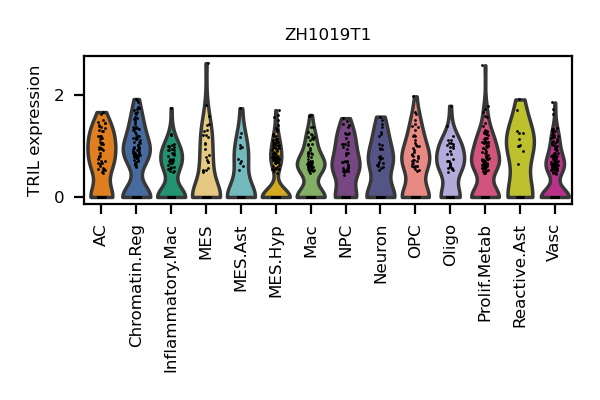 ZH1019T1
TRIL expression
2
0
AC
Chromatin.Reg
Inflammatory.Mac
MES
MES.Ast
MES.Hyp
Mac
NPC
Neuron
OPC
Oligo
Prolif.Metab
Reactive.Ast
Vasc